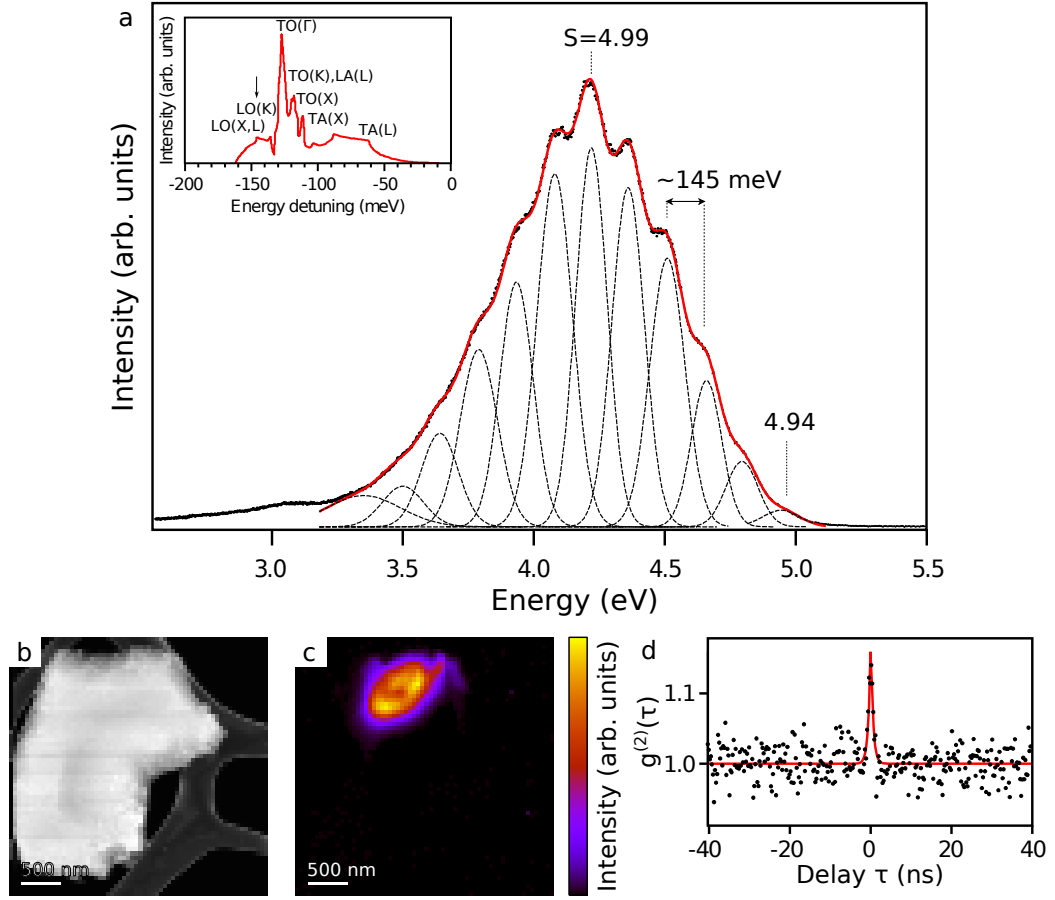 a
S=4.99
~145 meV
4.94
Intensity (arb. units)
3.0 3.5 4.0 4.5 5.0 5.5
Energy (eV)
Intensity (arb. units)
TO(Γ)
TO(K),LA(L)
LO(K)
TO(X)
LO(X,L)
TA(X)
TA(L)
-200 -150 -100 -50 0
Energy detuning (meV)
b
500 nm
c
500 nm
Intensity (arb. units)
d
g(2)(τ)
1.1
1.0
-40 -20 0 20 40
Delay τ (ns)